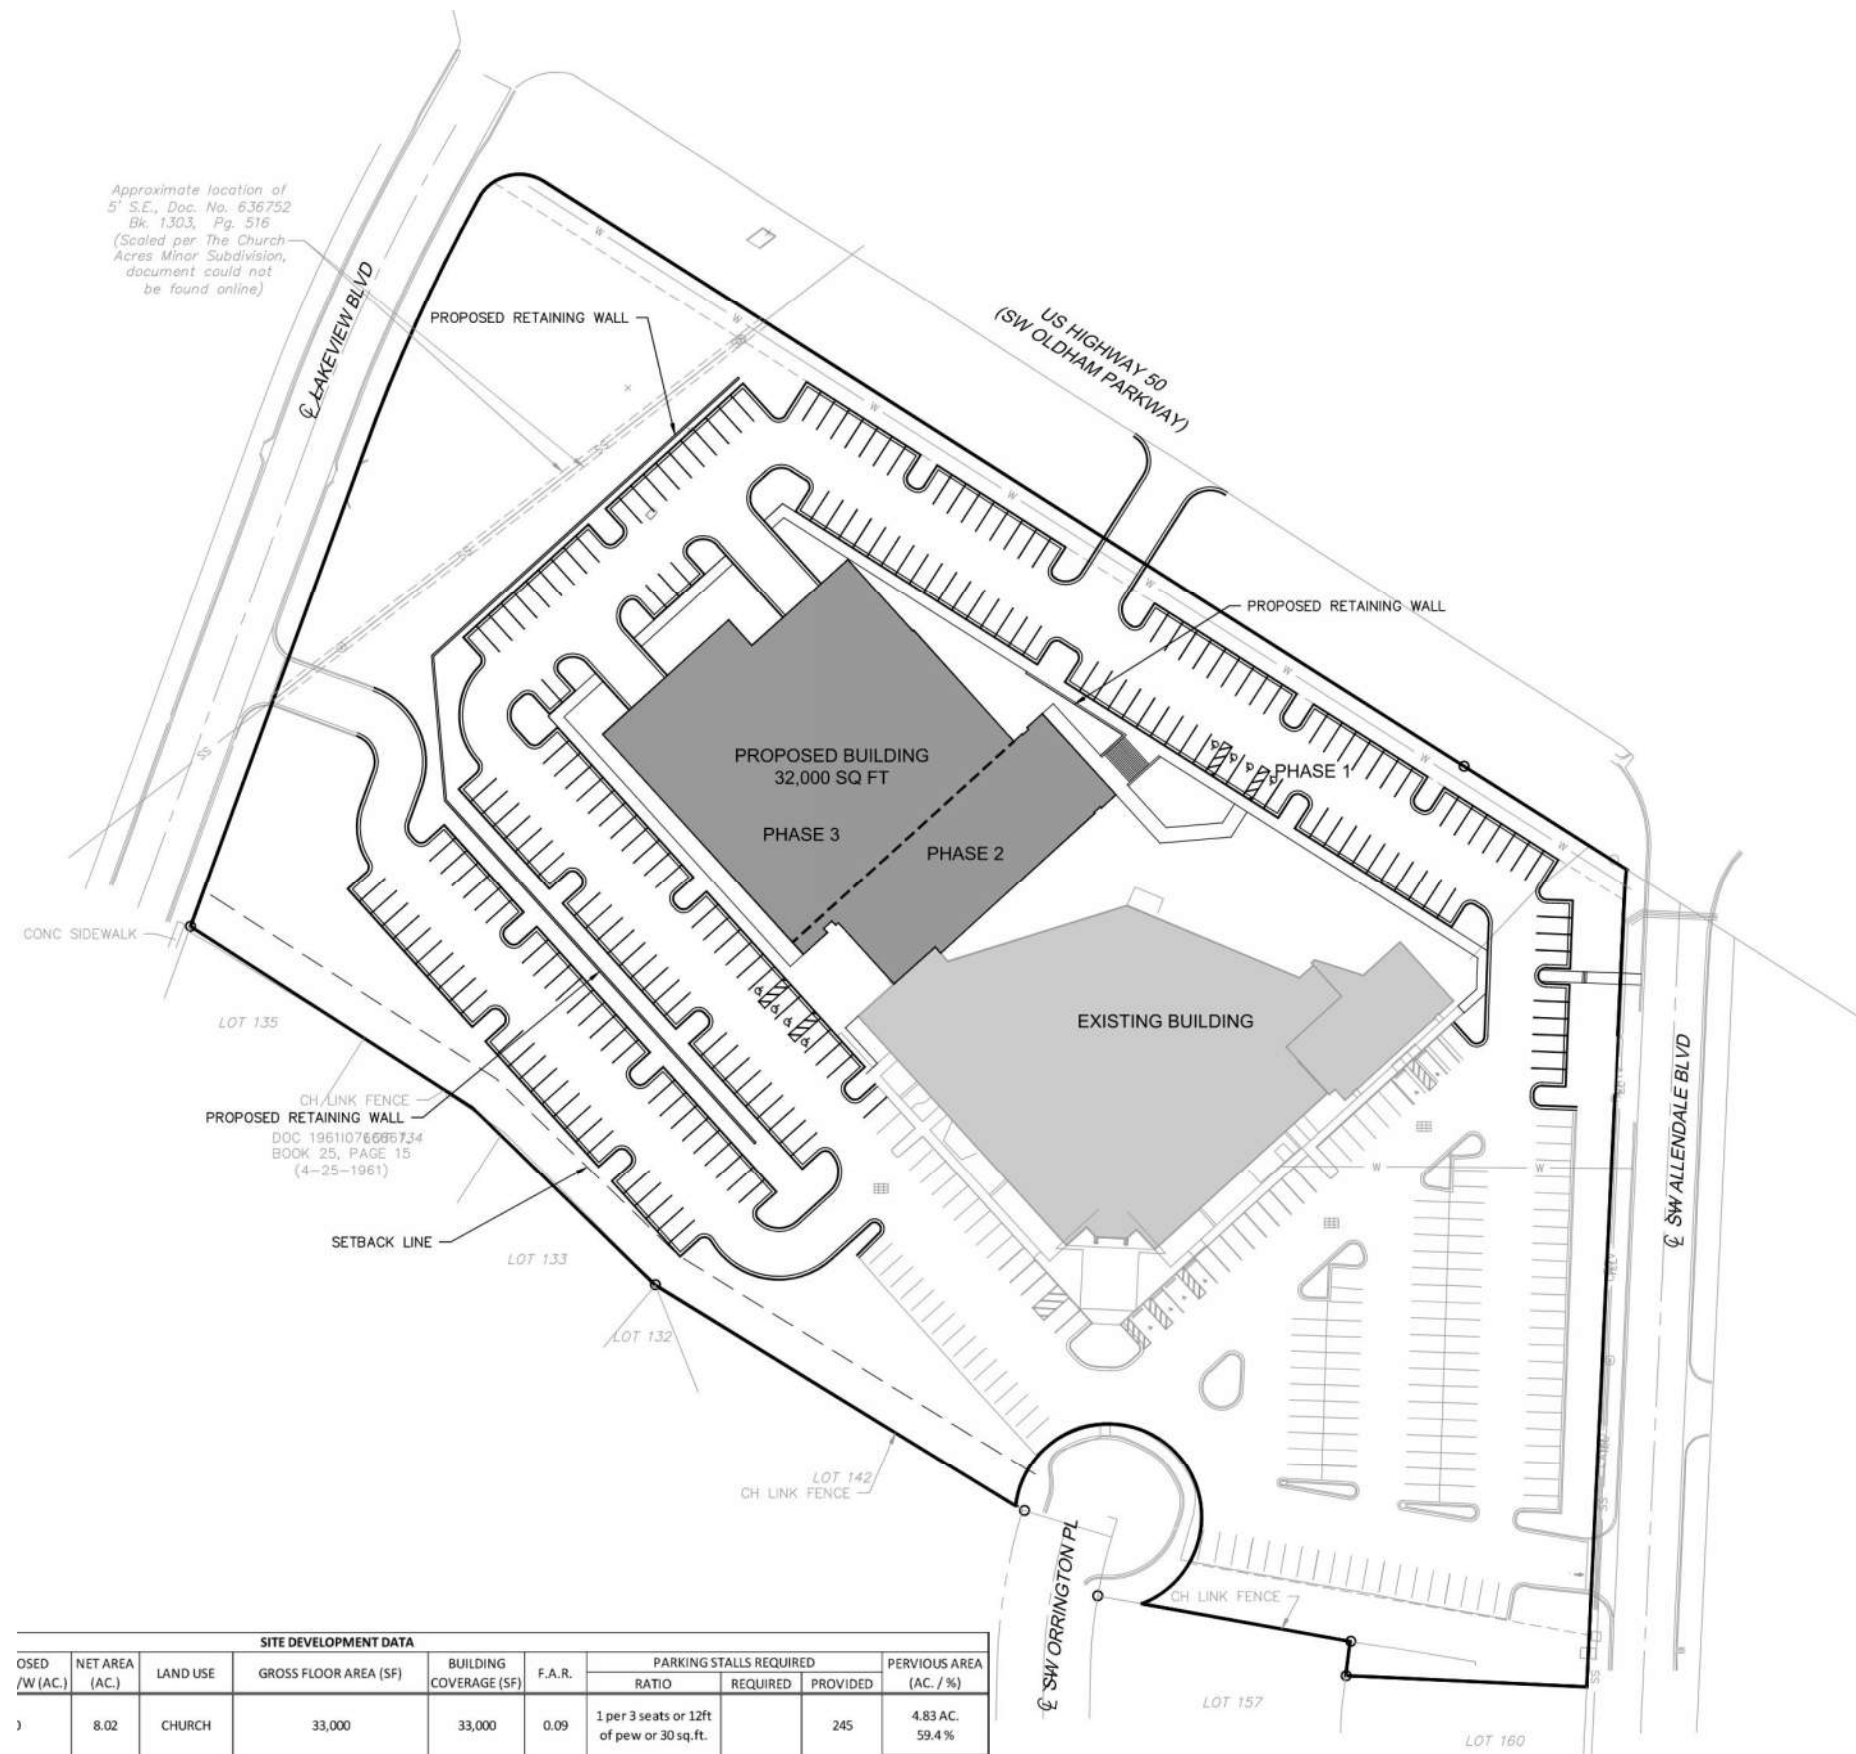 Approximate location of
5' S.E., Doc. No. 636752
Bk. 1303, Pg. 516
(Scaled per The Church
Acres Minor Subdivision,
document could not
be found online)
℄ LAKEVIEW BLVD
PROPOSED RETAINING WALL
US HIGHWAY 50
(SW OLDHAM PARKWAY)
W
W
W
W
W
W
W
W
SS
SS
SS
PROPOSED RETAINING WALL
PROPOSED BUILDING
32,000 SQ FT
PHASE 1
PHASE 3
PHASE 2
CONC SIDEWALK
LOT 135
EXISTING BUILDING
℄ SW ALLENDALE BLVD
CH LINK FENCE
PROPOSED RETAINING WALL
BOOK 25, PAGE 15
(4-25-1961)
W
W
SETBACK LINE
LOT 133
LOT 132
LOT 142
CH LINK FENCE
SS
℄ SW ORRINGTON PL
CH LINK FENCE
SS
LOT 157
LOT 160
SITE DEVELOPMENT DATA
OSED NET AREA LAND USE GROSS FLOOR AREA (SF) BUILDING F.A.R. PARKING STALLS REQUIRED PERVIOUS AREA
/W (AC.) (AC.) COVERAGE (SF) RATIO REQUIRED PROVIDED (AC. / %)
8.02 CHURCH 33,000 33,000 0.09 1 per 3 seats or 12ft 245 4.83 AC.
of pew or 30 sq.ft. 59.4 %